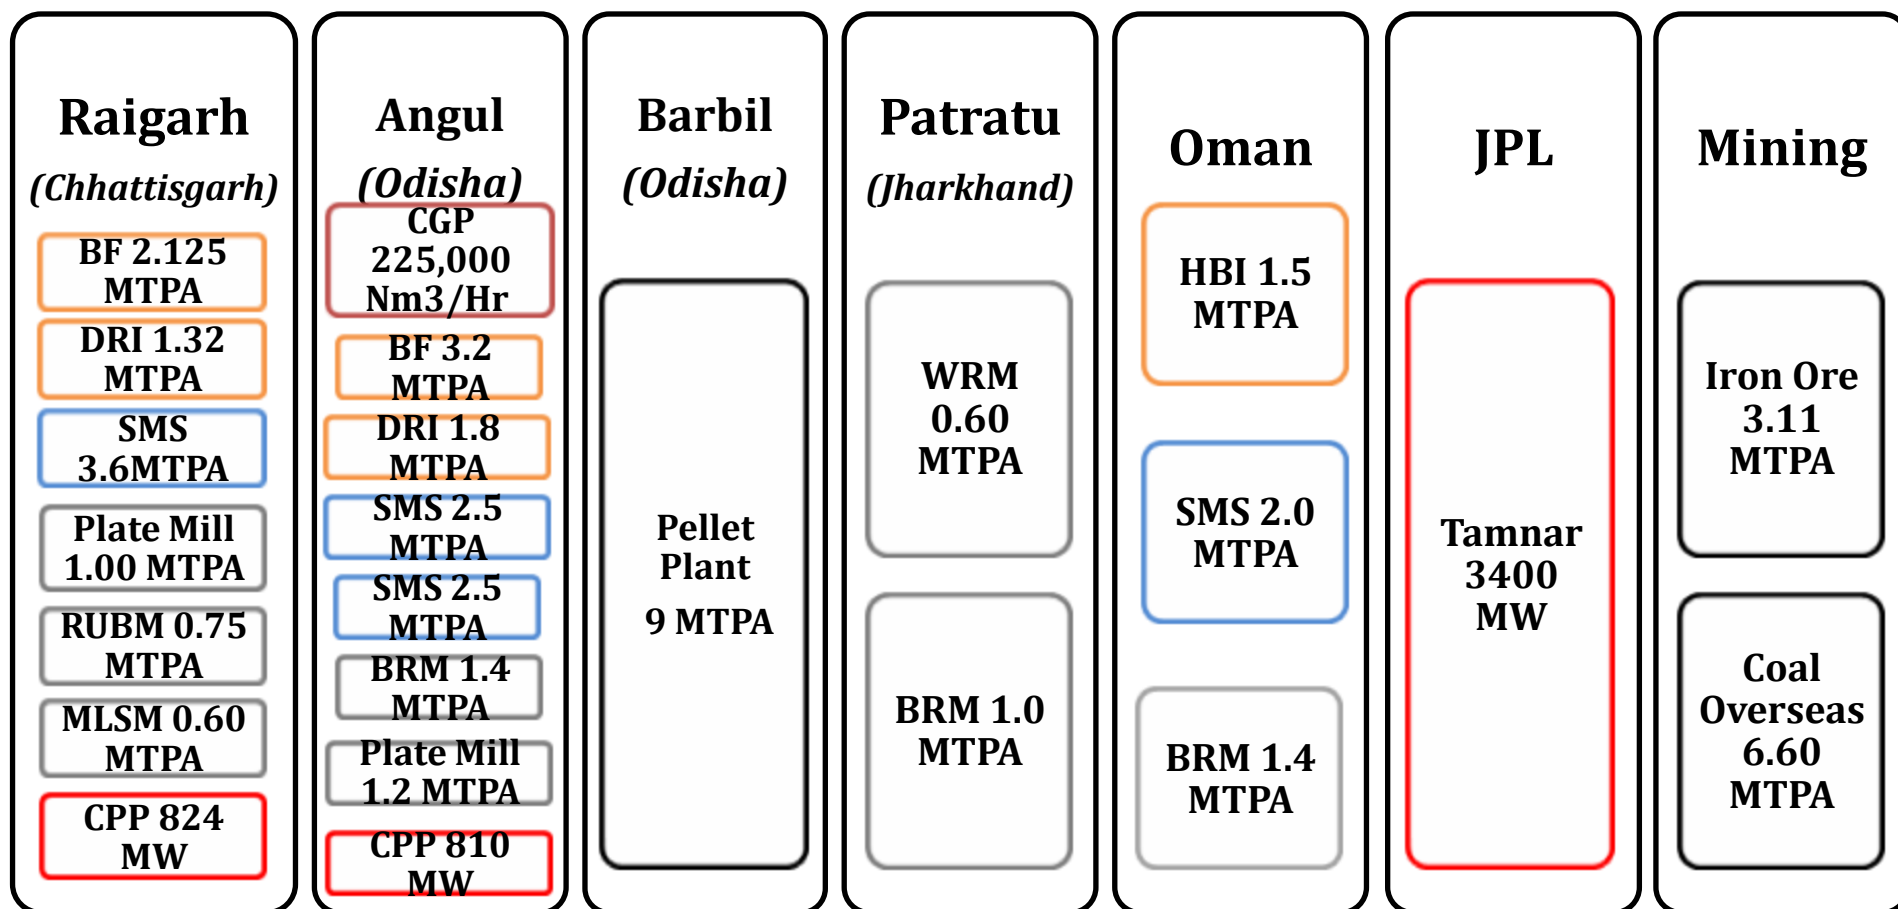 Raigarh
(Chhattisgarh)
BF 2.125
MTPA
DRI 1.32
MTPA
SMS
3.6MTPA
Plate Mill
1.00 MTPA
RUBM 0.75
MTPA
MLSM 0.60
MTPA
CPP 824
MW
Angul
(Odisha)
CGP
225,000
Nm3/Hr
BF 3.2
MTPA
DRI 1.8
MTPA
SMS 2.5
MTPA
SMS 2.5
MTPA
BRM 1.4
MTPA
Plate Mill
1.2 MTPA
CPP 810
MW
Barbil
(Odisha)
Pellet
Plant
9 MTPA
Patratu
(Jharkhand)
WRM
0.60
MTPA
BRM 1.0
MTPA
Oman
HBI 1.5
MTPA
SMS 2.0
MTPA
BRM 1.4
MTPA
JPL
Tamnar
3400
MW
Mining
Iron Ore
3.11
MTPA
Coal
Overseas
6.60
MTPA